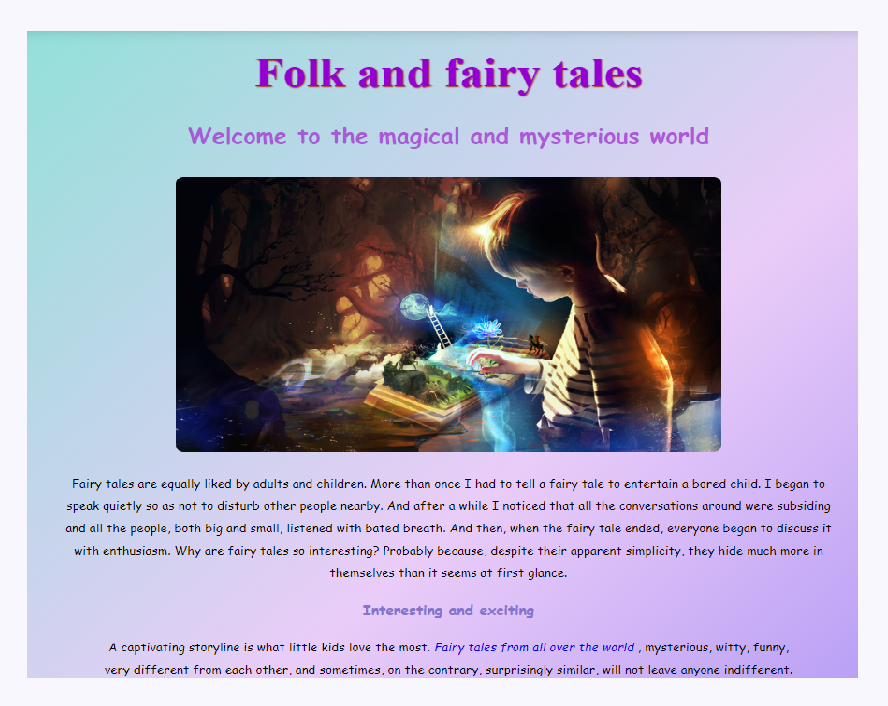 Folk and fairy tales
Welcome to the magical and mysterious world
Fairy tales are equally liked by adults and children. More than once I had to tell a fairy tale to entertain a bored child. I began to
speak quietly so as not to disturb other people nearby. And after a while I noticed that all the conversations around were subsiding
and all the people, both big and small, listened with bated breath. And then, when the fairy tale ended, everyone began to discuss it
with enthusiasm. Why are fairy tales so interesting? Probably because, despite their apparent simplicity, they hide much more in
themselves than it seems at first glance.
Interesting and exciting
A captivating storyline is what little kids love the most. Fairy tales from all over the world , mysterious, witty, funny,
very different from each other, and sometimes, on the contrary, surprisingly similar, will not leave anyone indifferent.